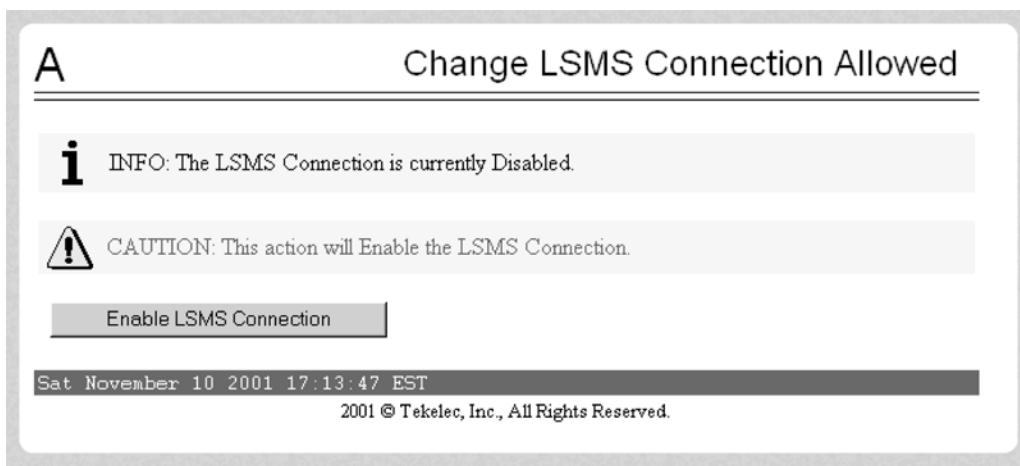 A
Change LSMS Connection Allowed
INFO: The LSMS Connection is currently Disabled.
CAUTION: This action will Enable the LSMS Connection.
Enable LSMS Connection
Sat November 10 2001 17:13:47 EST
2001 © Tekelec, Inc., All Rights Reserved.